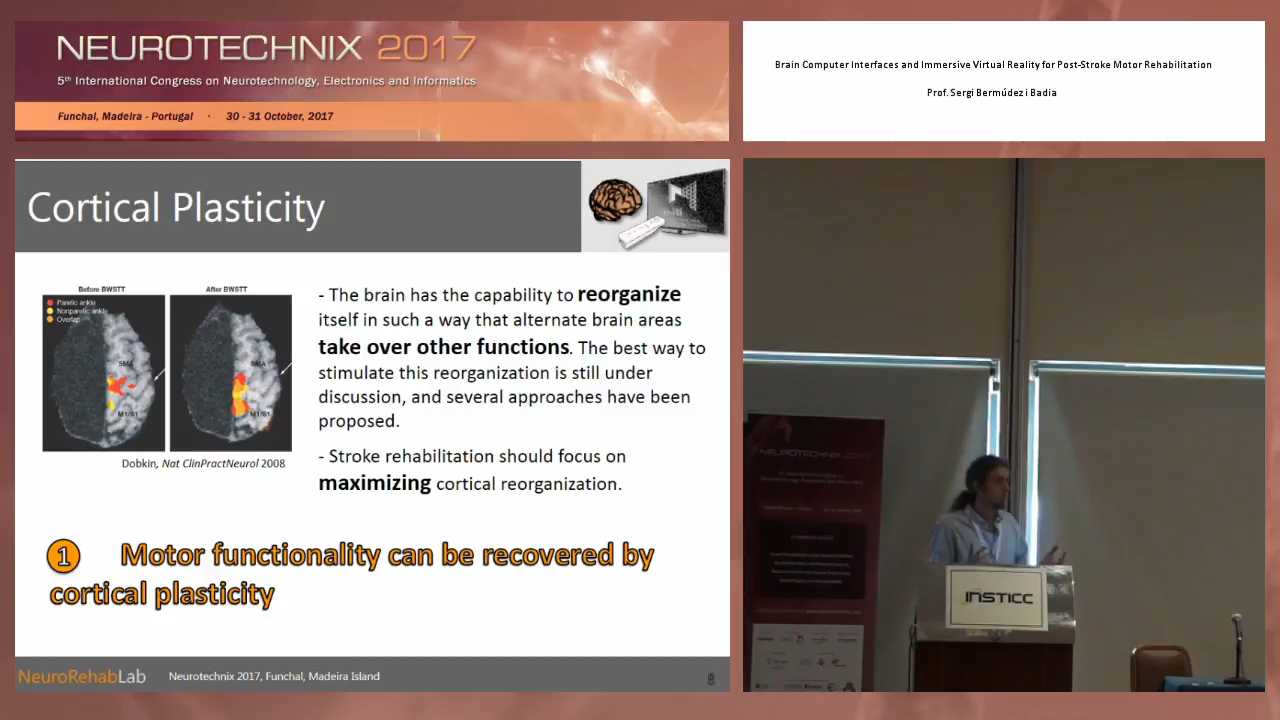 NEUROTECHNIX 2017
5th International Congress on Neurotechnology, Electronics and Informatics
Funchal, Madeira - Portugal · 30 - 31 October, 2017
Brain Computer Interfaces and Immersive Virtual Reality for Post-Stroke Motor Rehabilitation
Prof. Sergi Bermúdez i Badia
Cortical Plasticity
Before BWSTT
After BWSTT
Paretic ankle
Nonparetic ankle
Overlap
SMA
M1/S1
SMA
M1/S1
Dobkin, Nat ClinPractNeurol 2008
- The brain has the capability to reorganize
itself in such a way that alternate brain areas
take over other functions. The best way to
stimulate this reorganization is still under
discussion, and several approaches have been
proposed.
- Stroke rehabilitation should focus on
maximizing cortical reorganization.
1 Motor functionality can be recovered by
cortical plasticity
NeuroRehabLab
Neurotechnix 2017, Funchal, Madeira Island
8
NEUROTECHNIX 2017
INSTICC